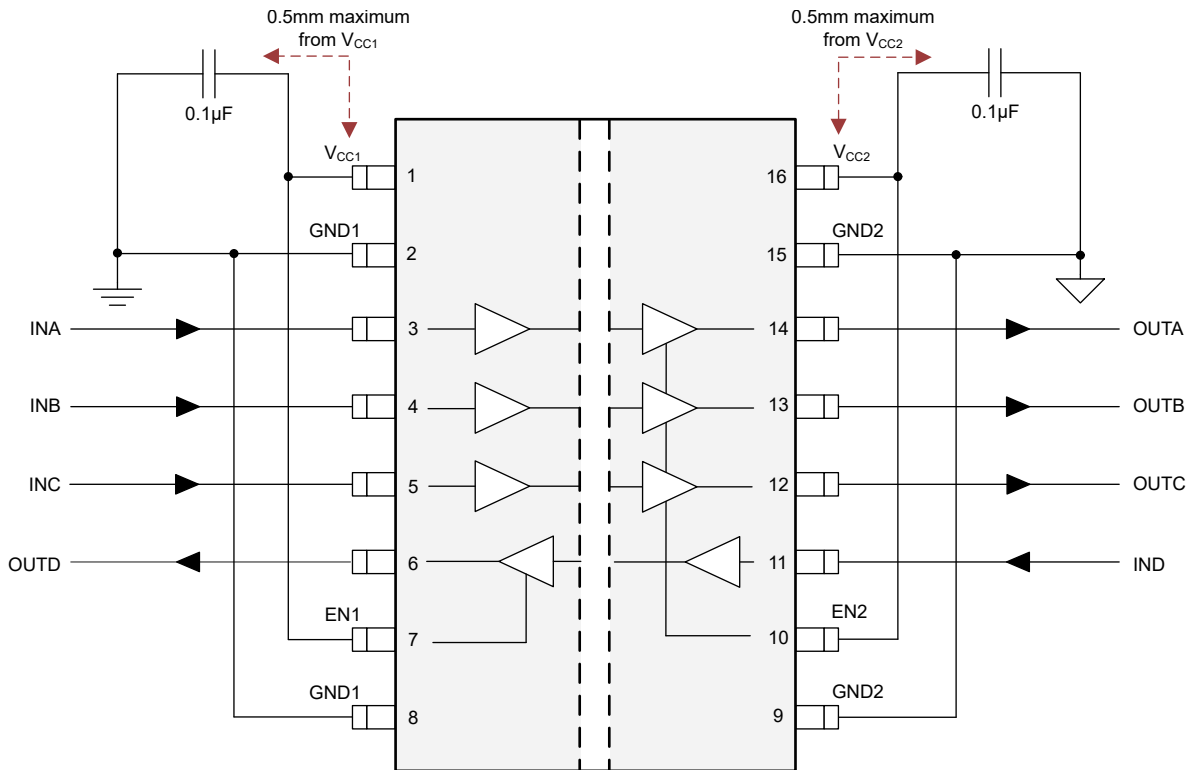 0.5mm maximum
from VCC1
0.5mm maximum
from VCC2
0.1µF
0.1µF
VCC1
1
16
VCC2
GND1
2
15
GND2
INA
3
14
OUTA
INB
4
13
OUTB
INC
5
12
OUTC
OUTD
6
11
IND
EN1
7
10
EN2
GND1
8
9
GND2